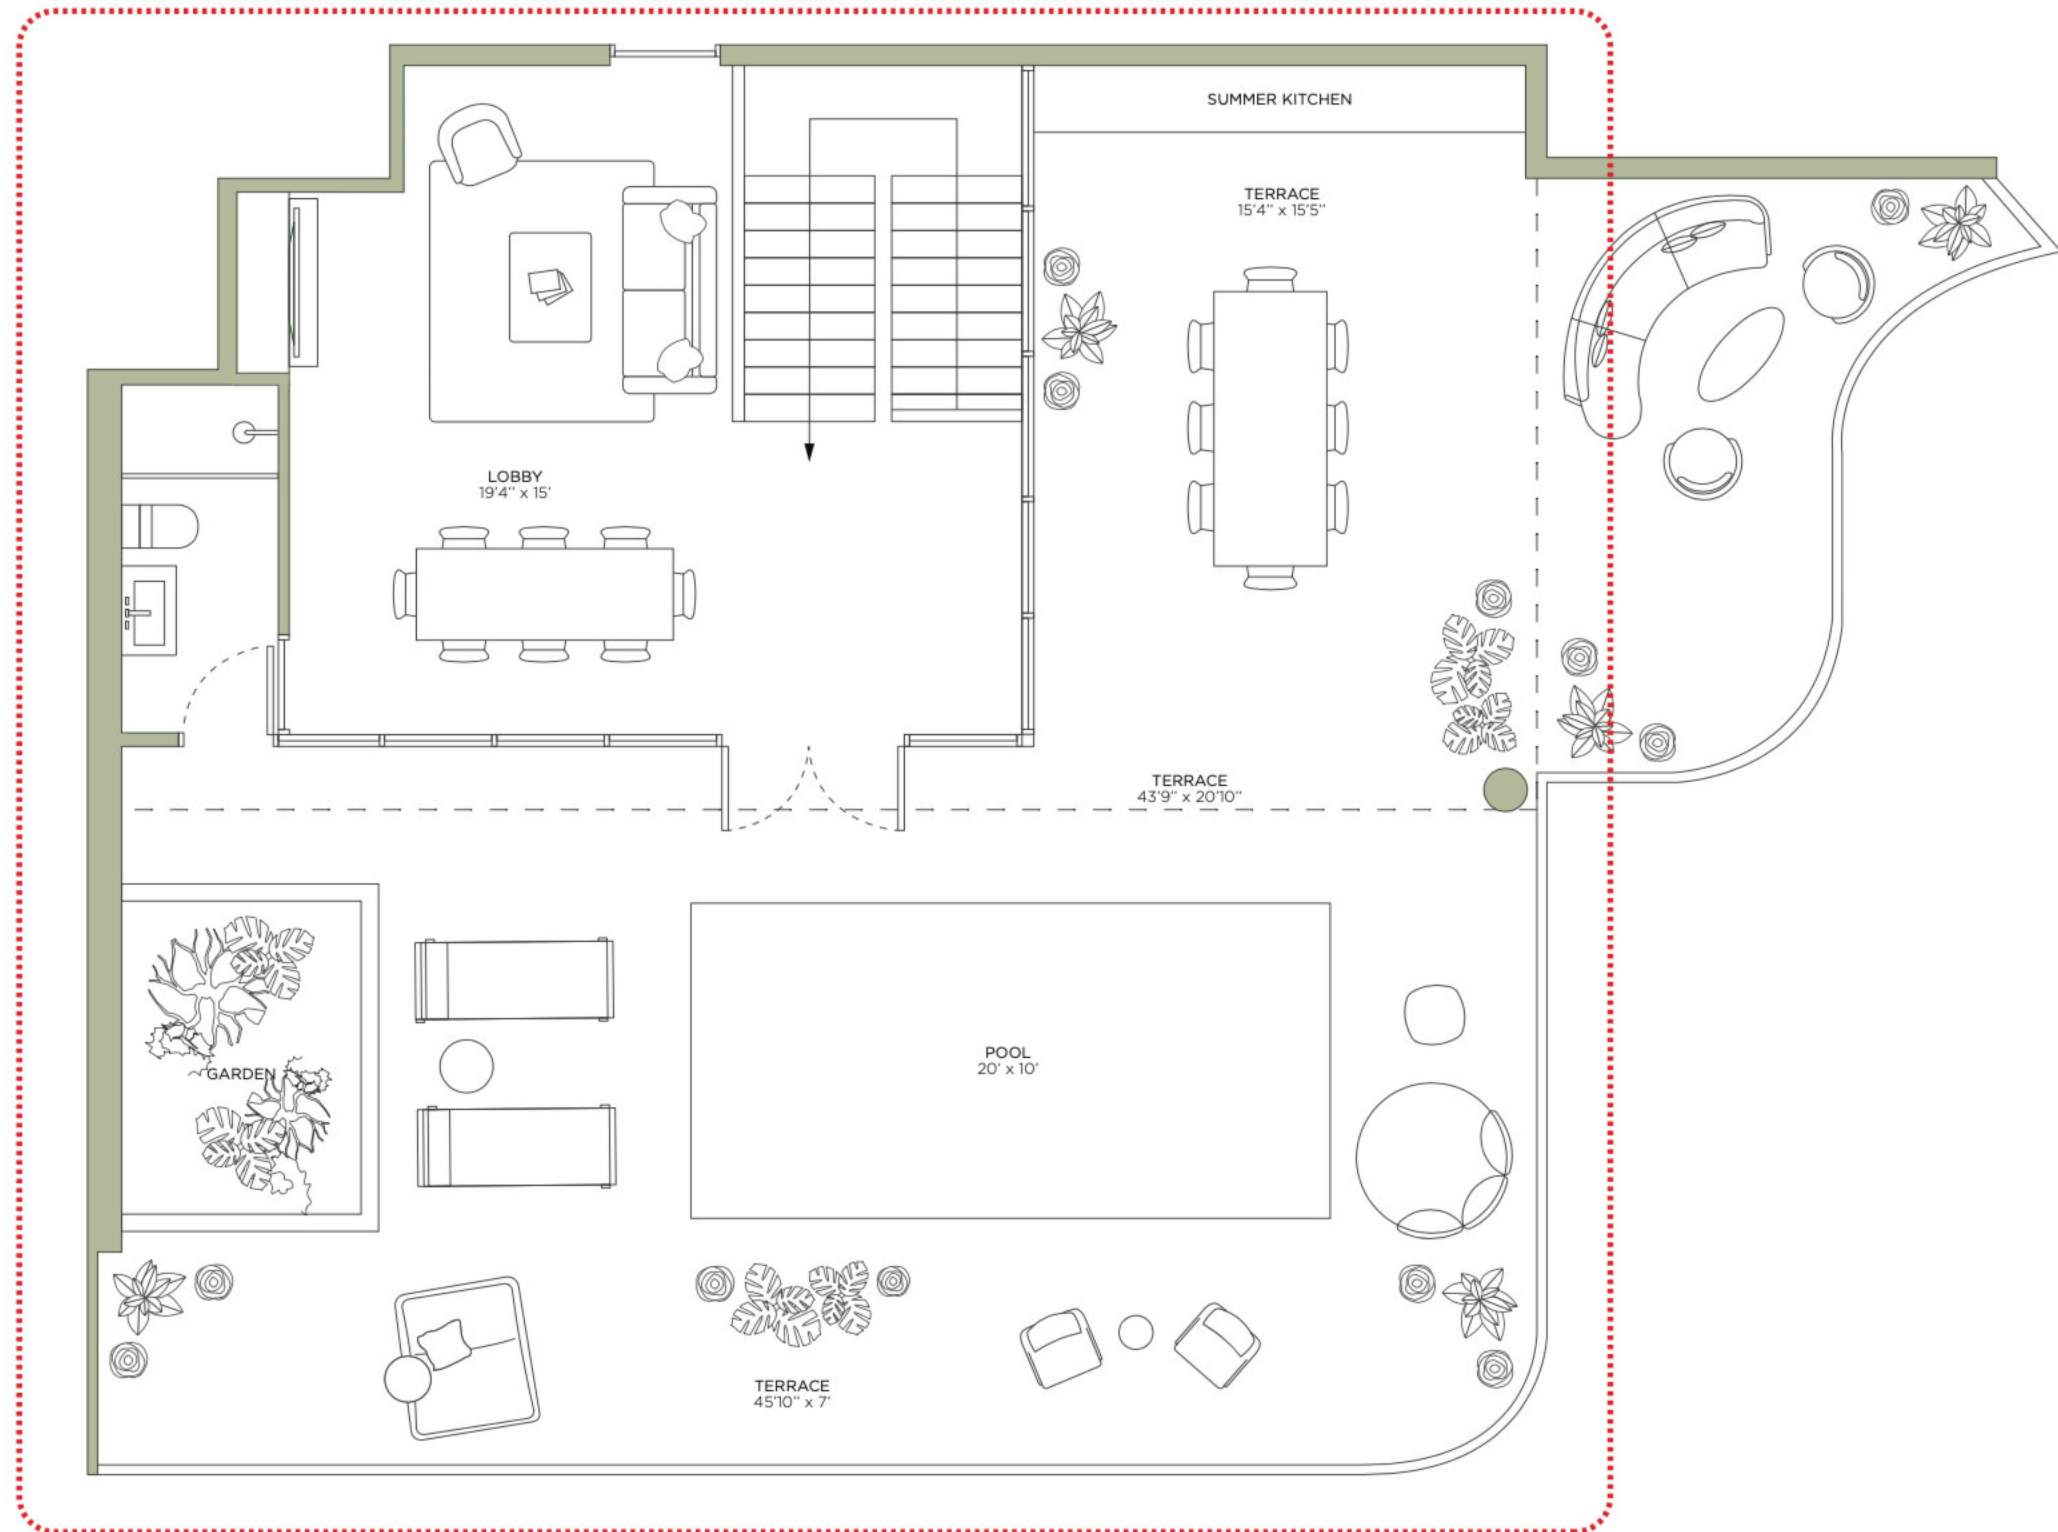 SUMMER KITCHEN
TERRACE
15'4" x 15'5"
LOBBY
19'4" x 15'
TERRACE
43'9" x 20'10"
POOL
20' x 10'
GARDEN
TERRACE
45'10" x 7'